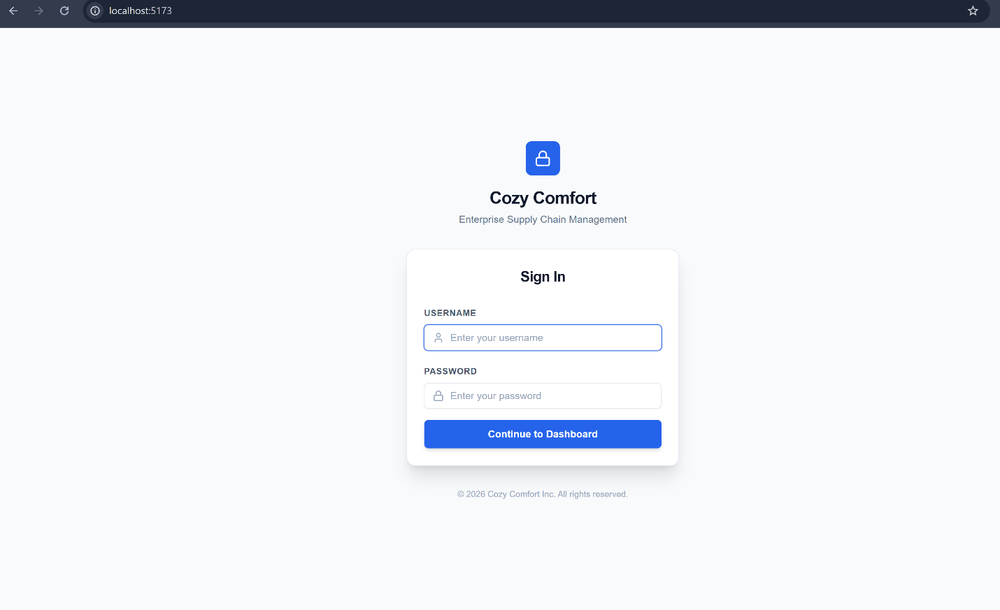 localhost:5173
Cozy Comfort
Enterprise Supply Chain Management
Sign In
USERNAME
Enter your username
PASSWORD
Enter your password
Continue to Dashboard
© 2026 Cozy Comfort Inc. All rights reserved.